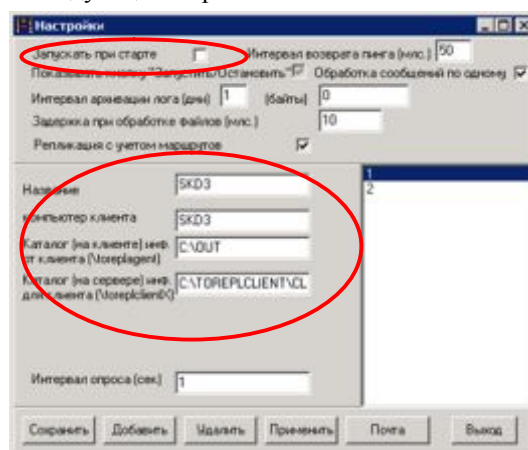 Настройки
Запускать при старте Интервал возврата пинга (милс.) 50
Показывать кнопку "Запустить/Остановить" Обработка сообщений по одному
Интервал архивации лога (дни) 1 (байты) 0
Задержка при обработке файлов (милс.) 10
Репликация с учетом маршрутов
1
2
Название SKD3
компьютер клиента SKD3
Каталог (на клиенте) инф. C:\OUT
от клиента (\toreplagent)
Каталог (на сервере) инф. C:\TOREPLCLIENT\CL
для клиента (\toreplclientX)
Интервал опроса (сек.) 1
Сохранить Добавить Удалить Применить Почта Выход